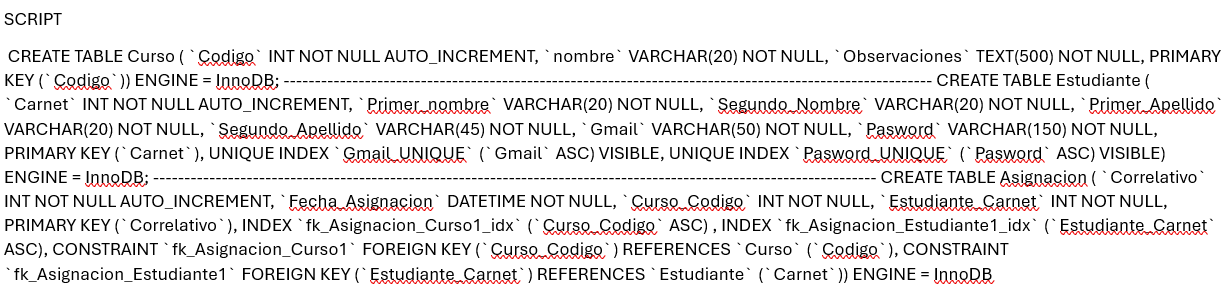 SCRIPT
CREATE TABLE Curso ( `Codigo` INT NOT NULL AUTO_INCREMENT, `nombre` VARCHAR(20) NOT NULL, `Observaciones` TEXT(500) NOT NULL, PRIMARY
KEY (`Codigo`)) ENGINE = InnoDB; -------------------------------------------------------------------------------------------------------- CREATE TABLE Estudiante (
`Carnet` INT NOT NULL AUTO_INCREMENT, `Primer_nombre` VARCHAR(20) NOT NULL, `Segundo_Nombre` VARCHAR(20) NOT NULL, `Primer_Apellido`
VARCHAR(20) NOT NULL, `Segundo_Apellido` VARCHAR(45) NOT NULL, `Gmail` VARCHAR(50) NOT NULL, `Pasword` VARCHAR(150) NOT NULL,
PRIMARY KEY (`Carnet`), UNIQUE INDEX `Gmail_UNIQUE` (`Gmail` ASC) VISIBLE, UNIQUE INDEX `Pasword_UNIQUE` (`Pasword` ASC) VISIBLE)
ENGINE = InnoDB; -------------------------------------------------------------------------------------------------------------------- CREATE TABLE Asignacion ( `Correlativo`
INT NOT NULL AUTO_INCREMENT, `Fecha_Asignacion` DATETIME NOT NULL, `Curso_Codigo` INT NOT NULL, `Estudiante_Carnet` INT NOT NULL,
PRIMARY KEY (`Correlativo`), INDEX `fk_Asignacion_Curso1_idx` (`Curso_Codigo` ASC) , INDEX `fk_Asignacion_Estudiante1_idx` (`Estudiante_Carnet`
ASC), CONSTRAINT `fk_Asignacion_Curso1` FOREIGN KEY (`Curso_Codigo`) REFERENCES `Curso` (`Codigo`), CONSTRAINT
`fk_Asignacion_Estudiante1` FOREIGN KEY (`Estudiante_Carnet`) REFERENCES `Estudiante` (`Carnet`)) ENGINE = InnoDB